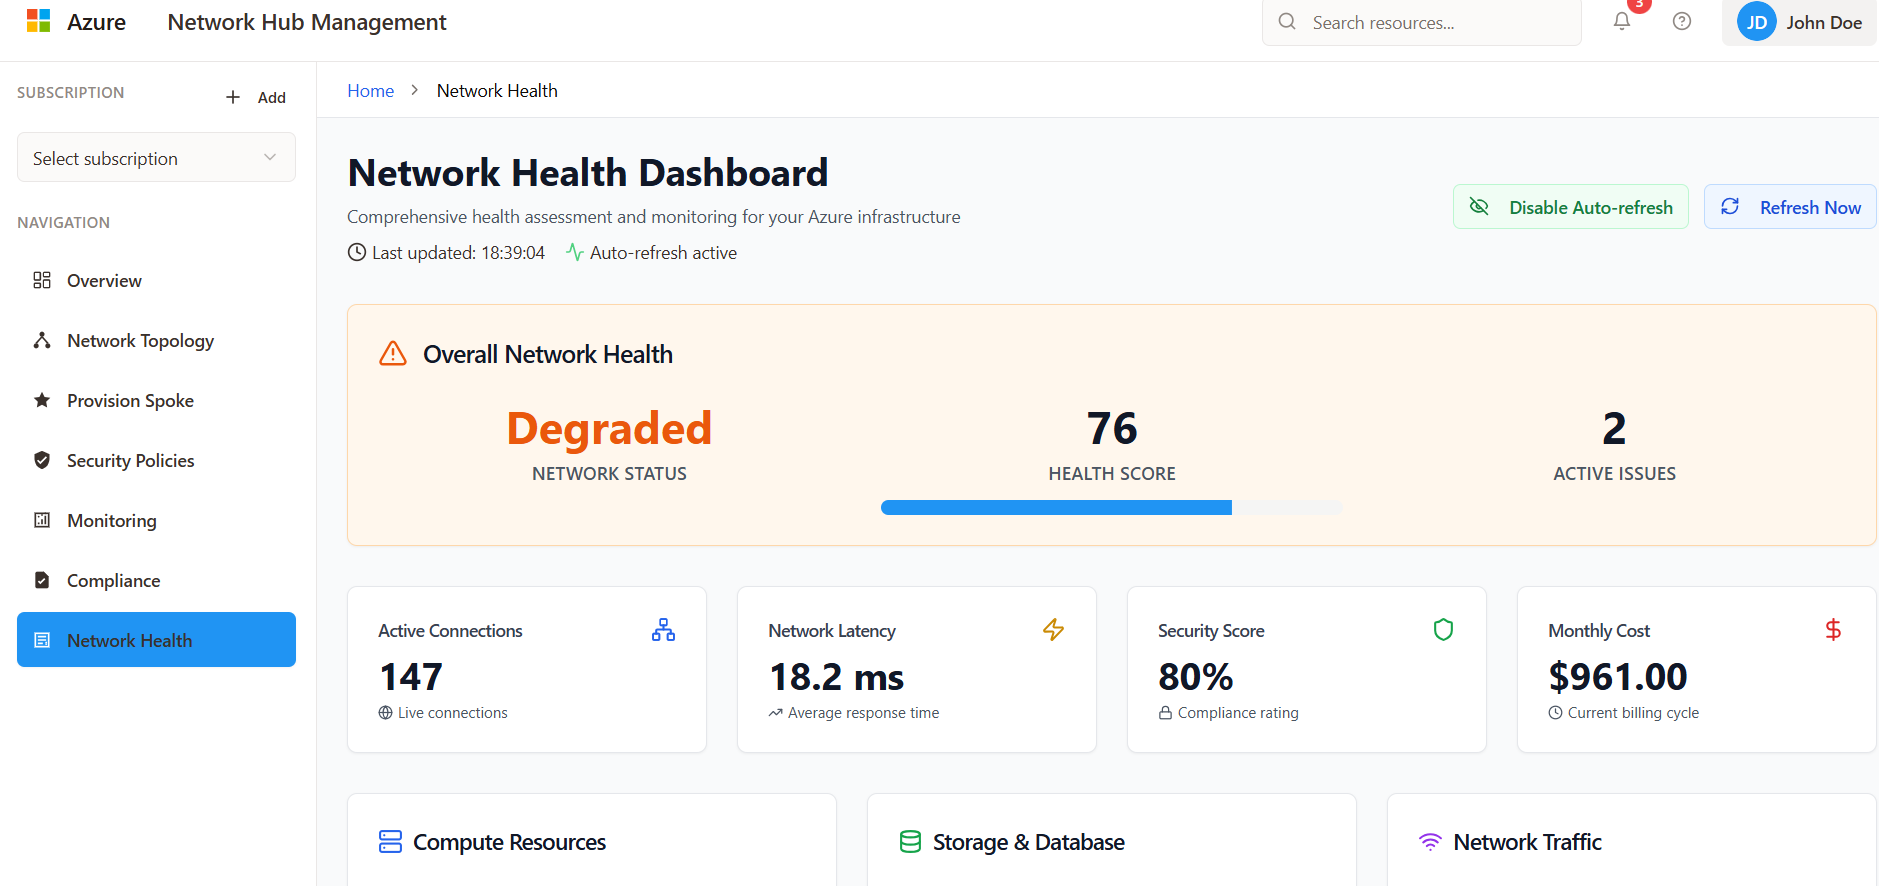 Azure
Network Hub Management
Search resources...
3
JD
John Doe
SUBSCRIPTION
Add
Select subscription
NAVIGATION
Overview
Network Topology
Provision Spoke
Security Policies
Monitoring
Compliance
Network Health
Home > Network Health
Network Health Dashboard
Comprehensive health assessment and monitoring for your Azure infrastructure
Last updated: 18:39:04
Auto-refresh active
Disable Auto-refresh
Refresh Now
Overall Network Health
Degraded
NETWORK STATUS
76
HEALTH SCORE
2
ACTIVE ISSUES
Active Connections
147
Live connections
Network Latency
18.2 ms
Average response time
Security Score
80%
Compliance rating
Monthly Cost
$961.00
Current billing cycle
Compute Resources
Storage & Database
Network Traffic